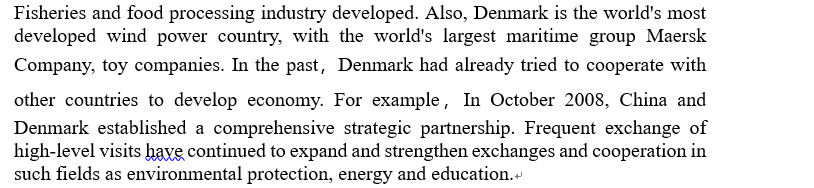 Fisheries and food processing industry developed. Also, Denmark is the world's most
developed wind power country, with the world's largest maritime group Maersk
Company, toy companies. In the past， Denmark had already tried to cooperate with
other countries to develop economy. For example， In October 2008, China and
Denmark established a comprehensive strategic partnership. Frequent exchange of
high-level visits have continued to expand and strengthen exchanges and cooperation in
such fields as environmental protection, energy and education.↵